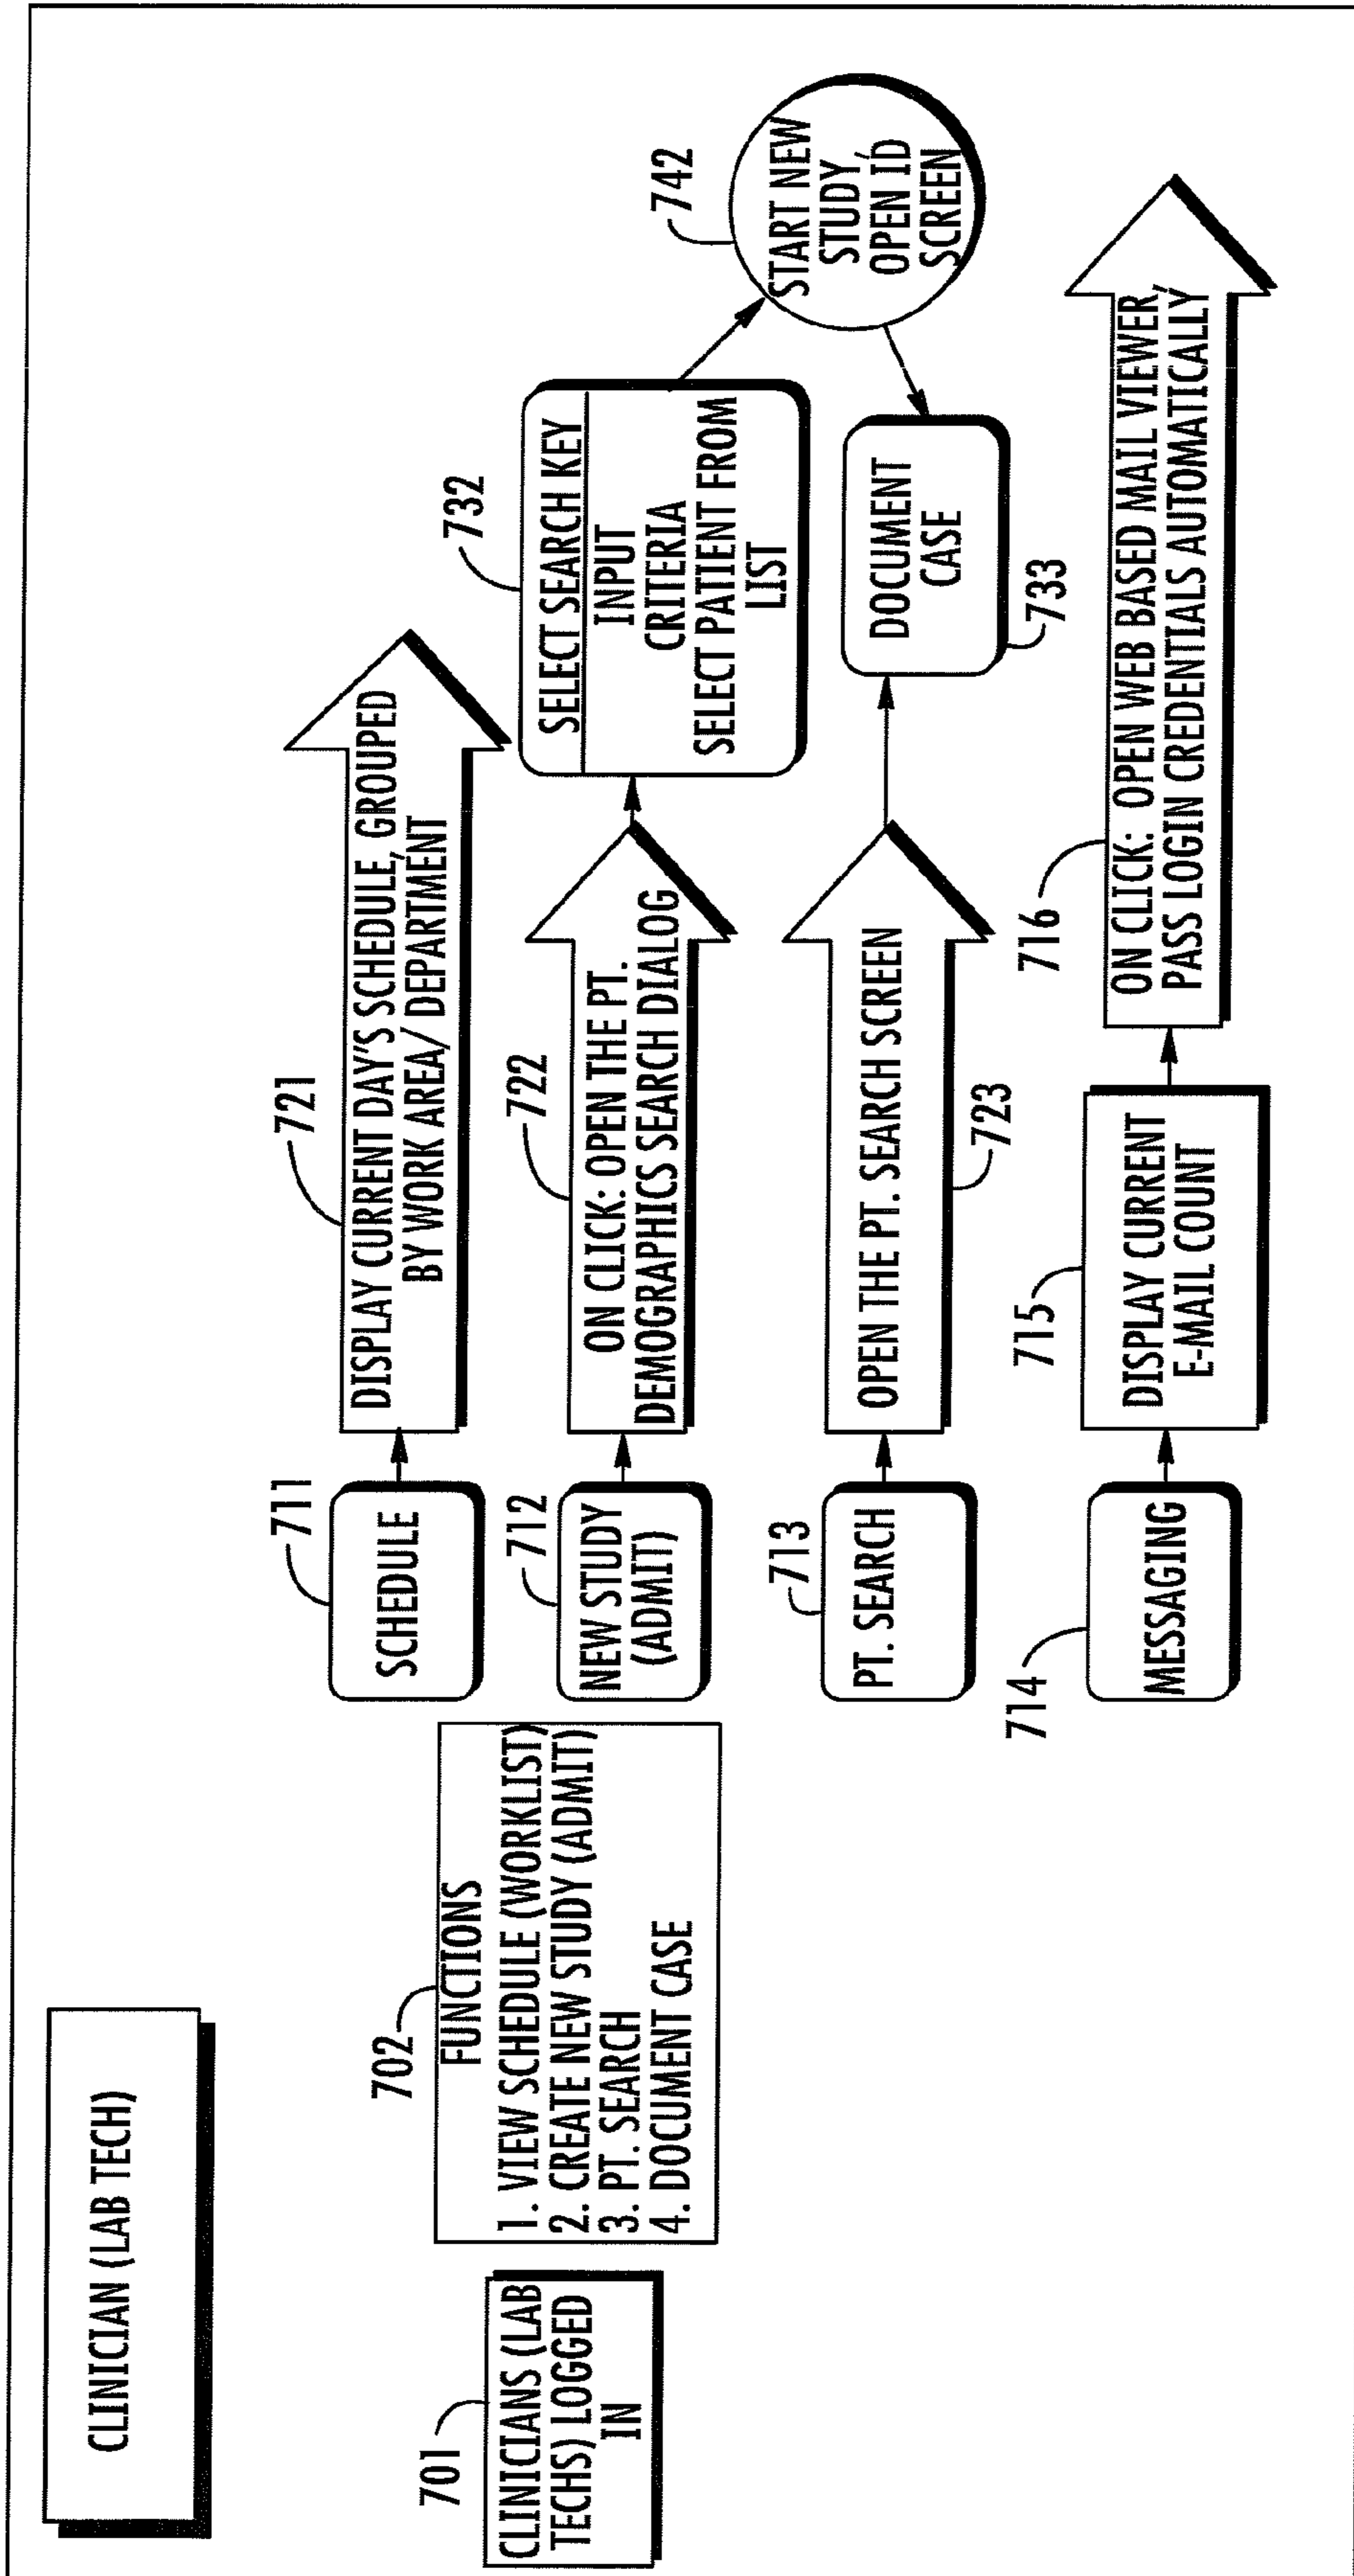 CLINICIAN (LAB TECH)
701
CLINICIANS (LAB
TECHS) LOGGED
IN
702
FUNCTIONS
1. VIEW SCHEDULE (WORKLIST)
2. CREATE NEW STUDY (ADMIT)
3. PT. SEARCH
4. DOCUMENT CASE
711
SCHEDULE
721
DISPLAY CURRENT DAY'S SCHEDULE, GROUPED
BY WORK AREA/ DEPARTMENT
712
NEW STUDY
(ADMIT)
722
ON CLICK: OPEN THE PT.
DEMOGRAPHICS SEARCH DIALOG
732
SELECT SEARCH KEY
INPUT
CRITERIA
SELECT PATIENT FROM
LIST
742
START NEW
STUDY,
OPEN ID
SCREEN
713
PT. SEARCH
OPEN THE PT. SEARCH SCREEN
723
DOCUMENT
CASE
733
714
MESSAGING
715
DISPLAY CURRENT
E-MAIL COUNT
716
ON CLICK: OPEN WEB BASED MAIL VIEWER,
PASS LOGIN CREDENTIALS AUTOMATICALLY